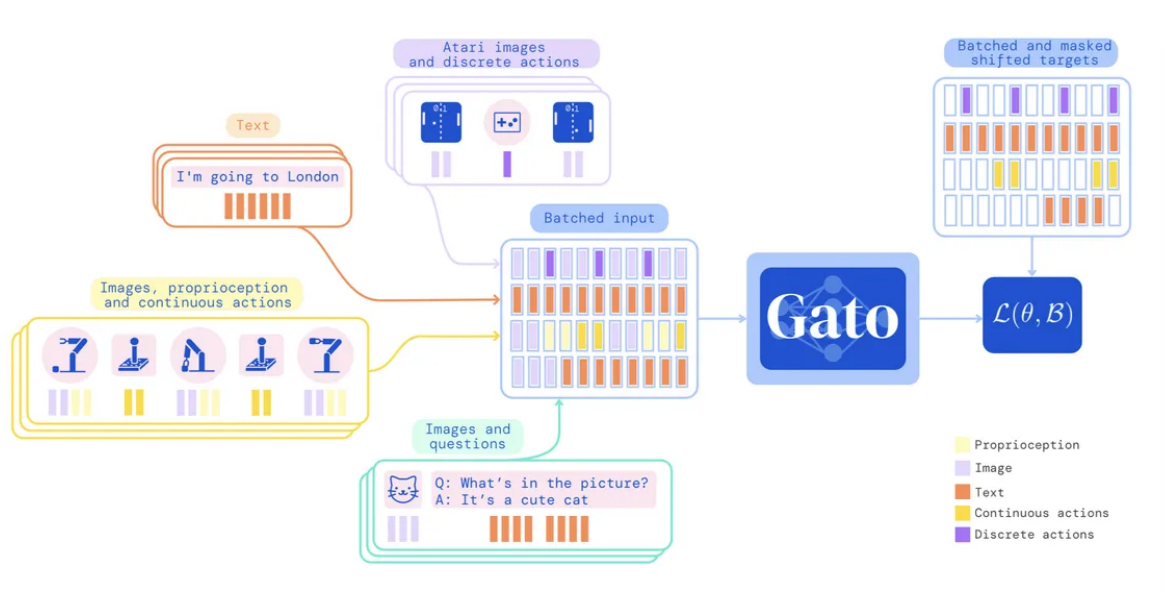 Atari images
and discrete actions
Batched and masked
shifted targets
Text
I'm going to London
Batched input
Images, proprioception
and continuous actions
Gato
L(θ, B)
Images and
questions
Q: What's in the picture?
A: It's a cute cat
Proprioception
Image
Text
Continuous actions
Discrete actions